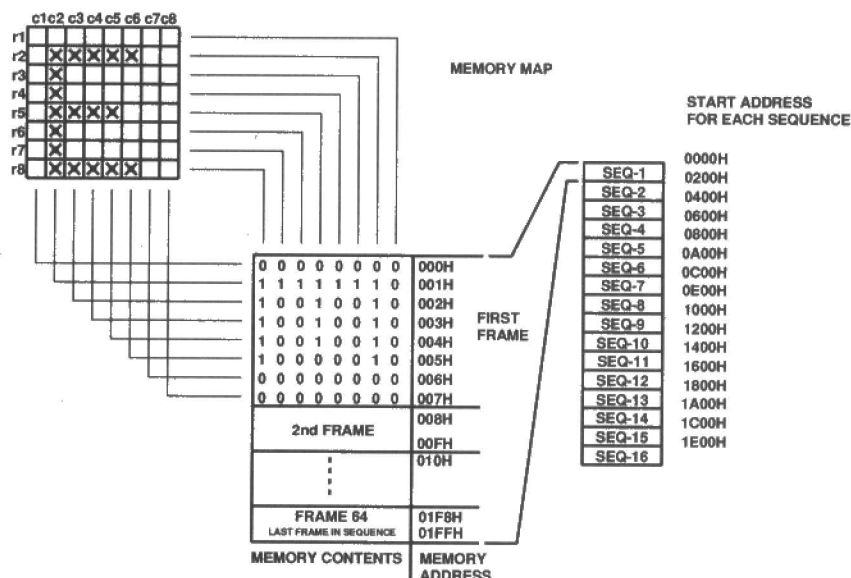 c1c2 c3 c4 c5 c6 c7c8
r1
r2
r3
r4
r5
r6
r7
r8
MEMORY MAP
START ADDRESS
FOR EACH SEQUENCE
SEQ-1
SEQ-2
SEQ-3
SEQ-4
SEQ-5
SEQ-6
SEQ-7
SEQ-8
SEQ-9
SEQ-10
SEQ-11
SEQ-12
SEQ-13
SEQ-14
SEQ-15
SEQ-16
0000H
0200H
0400H
0600H
0800H
0A00H
0C00H
0E00H
1000H
1200H
1400H
1600H
1800H
1A00H
1C00H
1E00H
0 0 0 0 0 0 0 0 000H
1 1 1 1 1 1 1 0 001H
1 0 0 1 0 0 1 0 002H
1 0 0 1 0 0 1 0 003H
1 0 0 1 0 0 1 0 004H
1 0 0 0 0 0 1 0 005H
0 0 0 0 0 0 0 0 006H
0 0 0 0 0 0 0 0 007H
FIRST
FRAME
2nd FRAME
008H
00FH
010H
FRAME 64
LAST FRAME IN SEQUENCE
01F8H
01FFH
MEMORY CONTENTS
MEMORY
ADDRESS